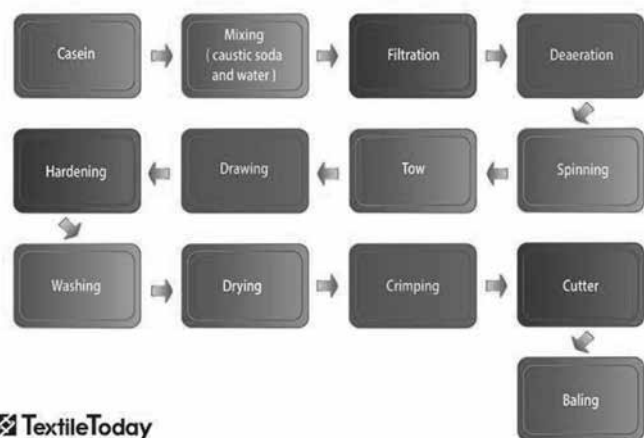 Casein
Mixing
( caustic soda
and water )
Filtration
Deaeration
Spinning
Tow
Drawing
Hardening
Washing
Drying
Crimping
Cutter
Baling
TextileToday